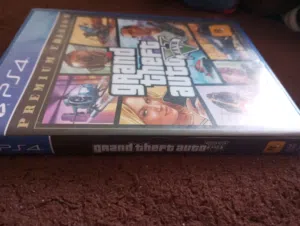 PS4
PREMIUM EDITION
grand
theft
auto
V
PS4
grand theft auto